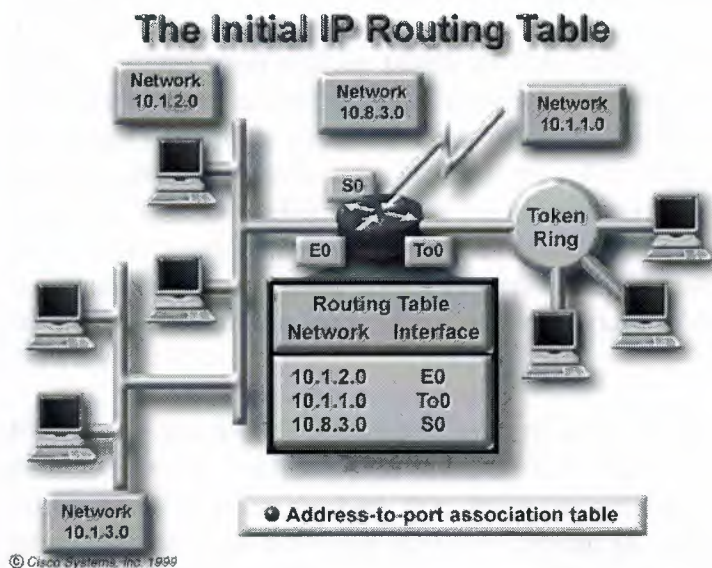 The Initial IP Routing Table
Network
10.1.2.0
Network
10.8.3.0
Network
10.1.1.0
S0
E0
To0
Token
Ring
Routing Table
Network Interface
10.1.2.0 E0
10.1.1.0 To0
10.8.3.0 S0
Network
10.1.3.0
Address-to-port association table
© Cisco Systems, Inc. 1999